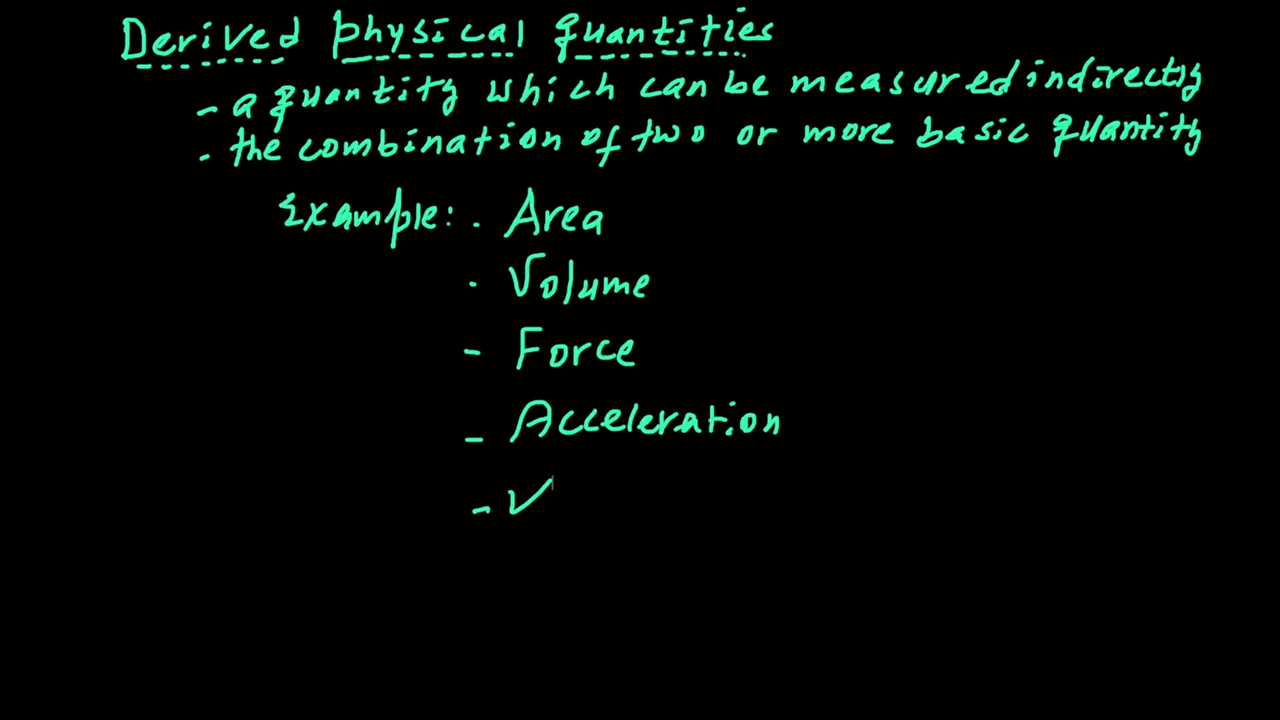 Derived physical quantities
- a quantity which can be measured indirectly
- the combination of two or more basic quantity
Example: . Area
. Volume
- Force
- Acceleration
- V